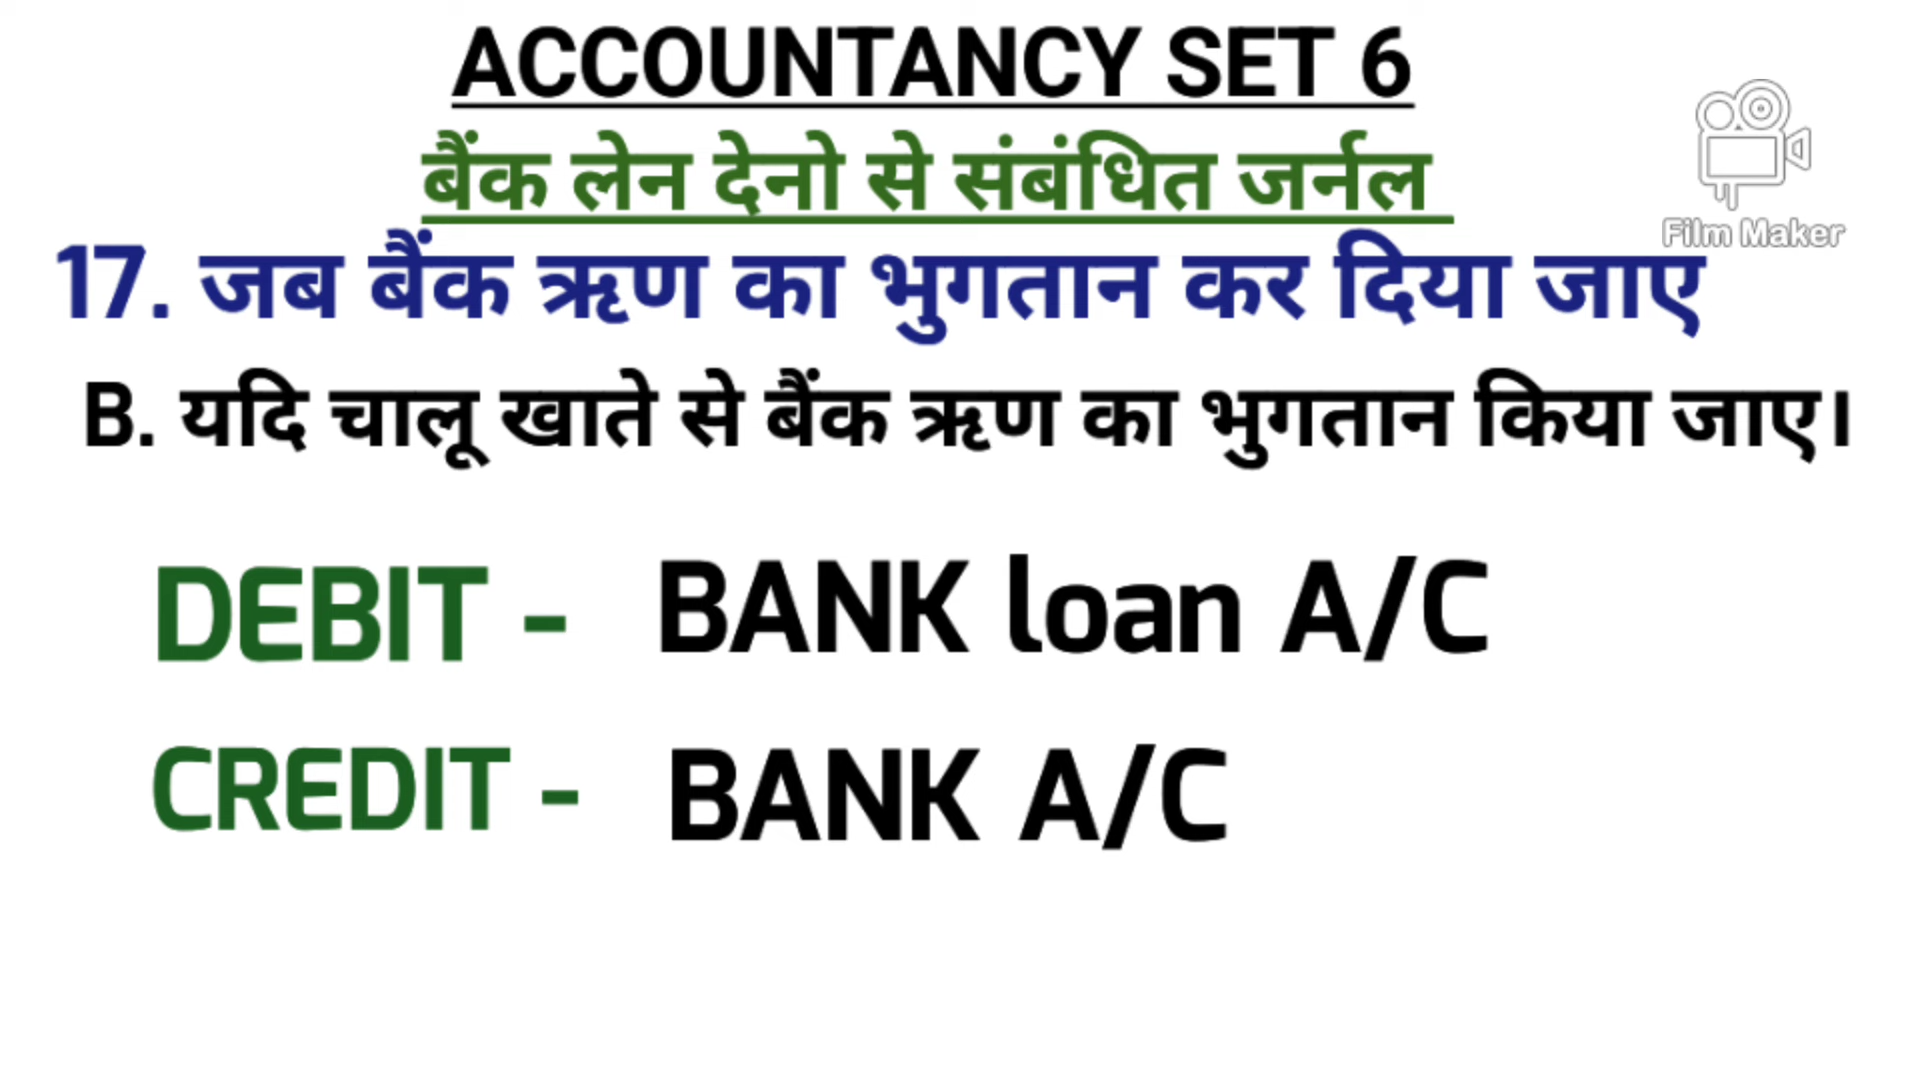 ACCOUNTANCY SET 6
बैंक लेन देनो से संबंधित जर्नल
Film Maker
17. जब बैंक ऋण का भुगतान कर दिया जाए
B. यदि चालू खाते से बैंक ऋण का भुगतान किया जाए।
DEBIT - BANK loan A/C
CREDIT - BANK A/C